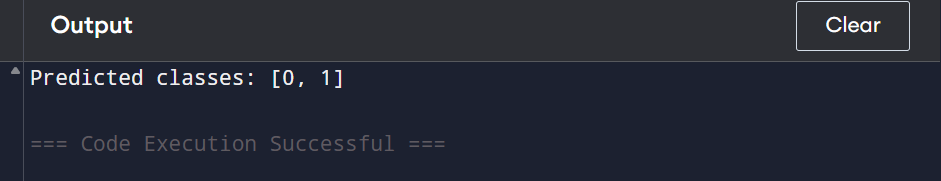 Output
Clear
Predicted classes: [0, 1]
=== Code Execution Successful ===